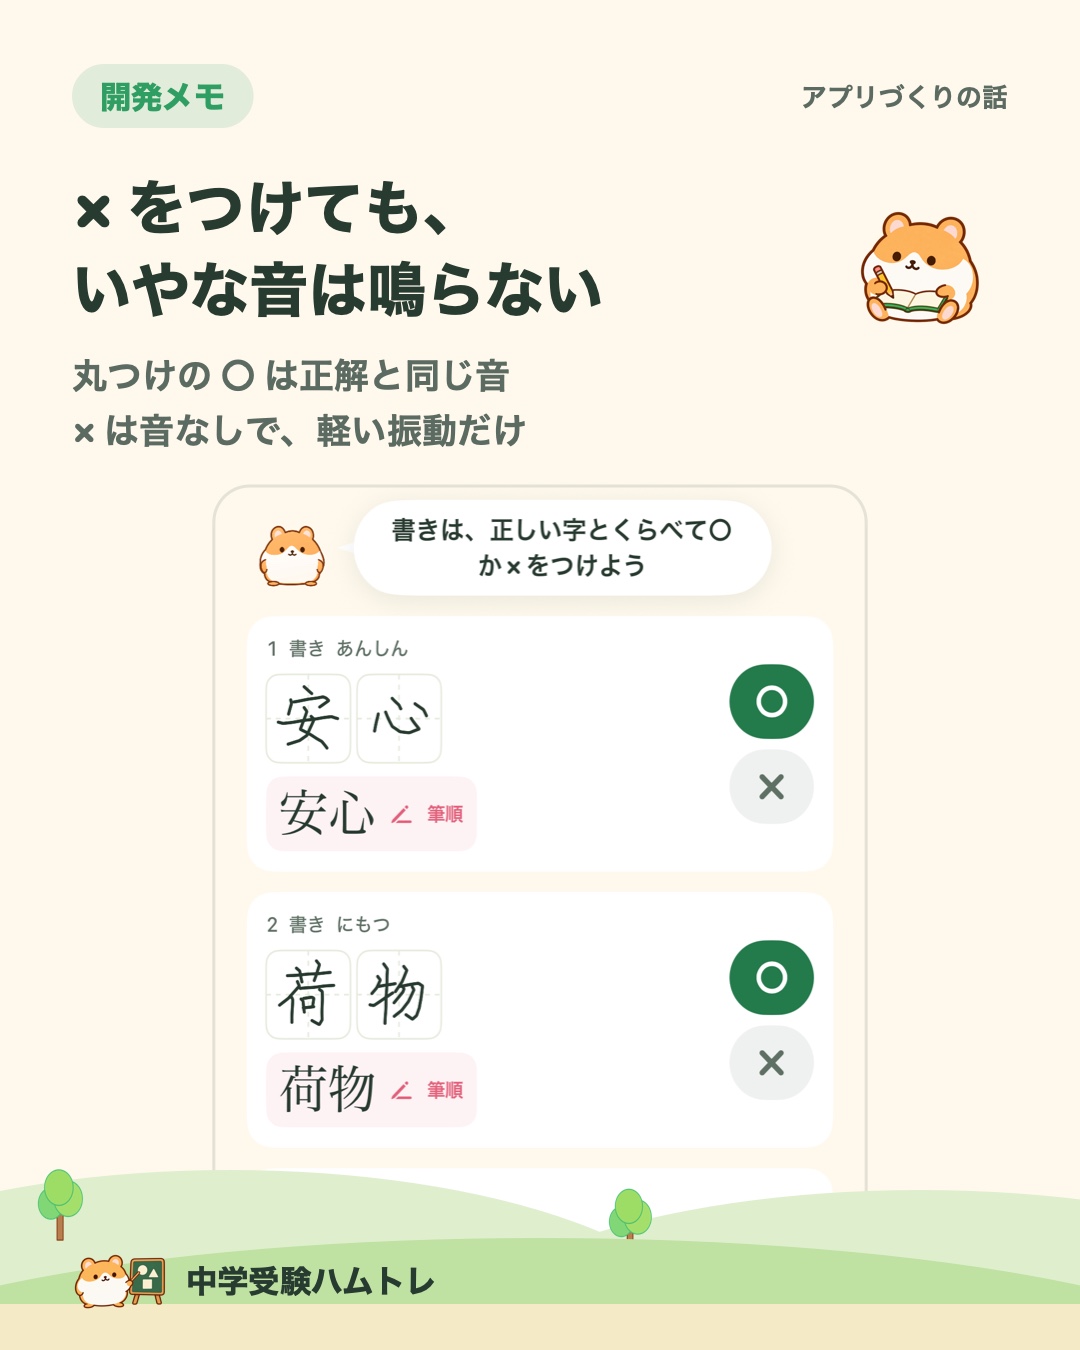 開発メモ
アプリづくりの話
× をつけても、
いやな音は鳴らない
丸つけの ◯ は正解と同じ音
× は音なしで、軽い振動だけ
書きは、正しい字とくらべて◯
か × をつけよう
1 書き あんしん
安心
安心 筆順
2 書き にもつ
荷物
荷物 筆順
中学受験ハムトレ